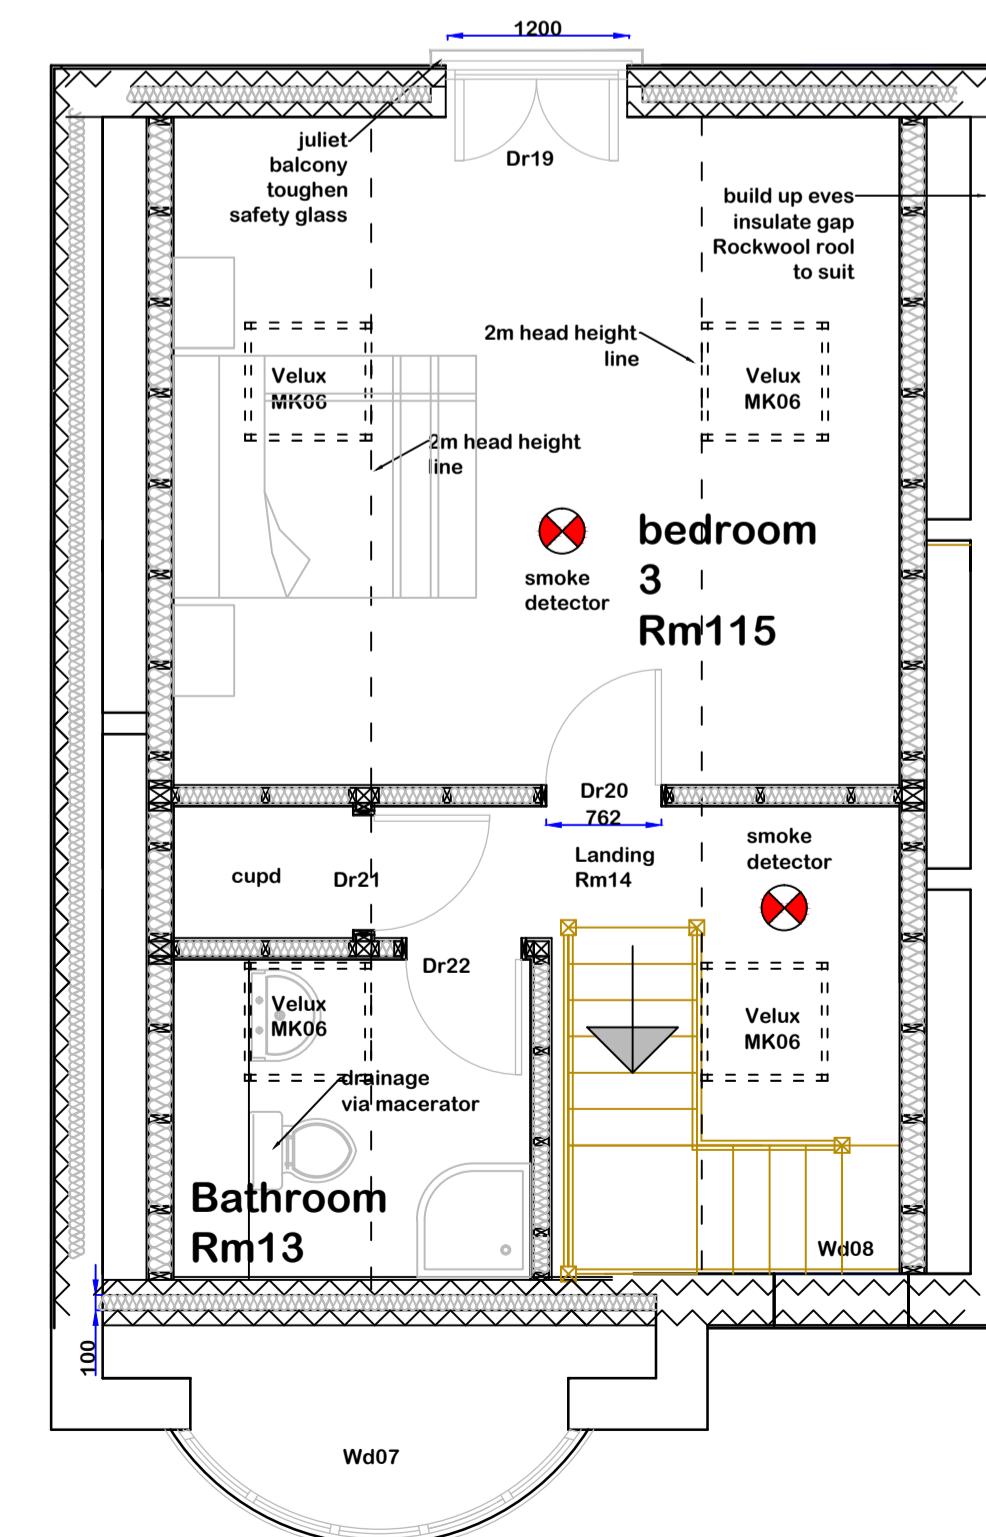 1200
juliet
balcony
toughen
safety glass
Dr19
build up eves
insulate gap
Rockwool rool
to suit
2m head height
line
Velux
MK06
Velux
MK06
2m head height
line
bedroom
3
Rm115
smoke
detector
Dr20
762
smoke
detector
Landing
Rm14
cupd
Dr21
Dr22
Velux
MK06
Velux
MK06
drainage
via macerator
Bathroom
Rm13
Wd08
100
Wd07